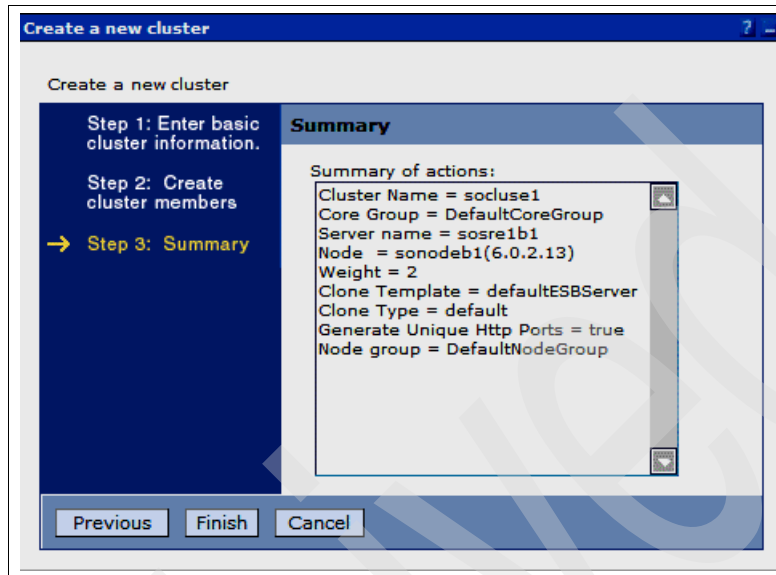 Create a new cluster ?
Create a new cluster
Step 1: Enter basic
cluster information.
Step 2: Create
cluster members
Step 3: Summary
Summary
Summary of actions:
Cluster Name = socluse1
Core Group = DefaultCoreGroup
Server name = sosre1b1
Node = sonodeb1(6.0.2.13)
Weight = 2
Clone Template = defaultESBServer
Clone Type = default
Generate Unique Http Ports = true
Node group = DefaultNodeGroup
Previous Finish Cancel